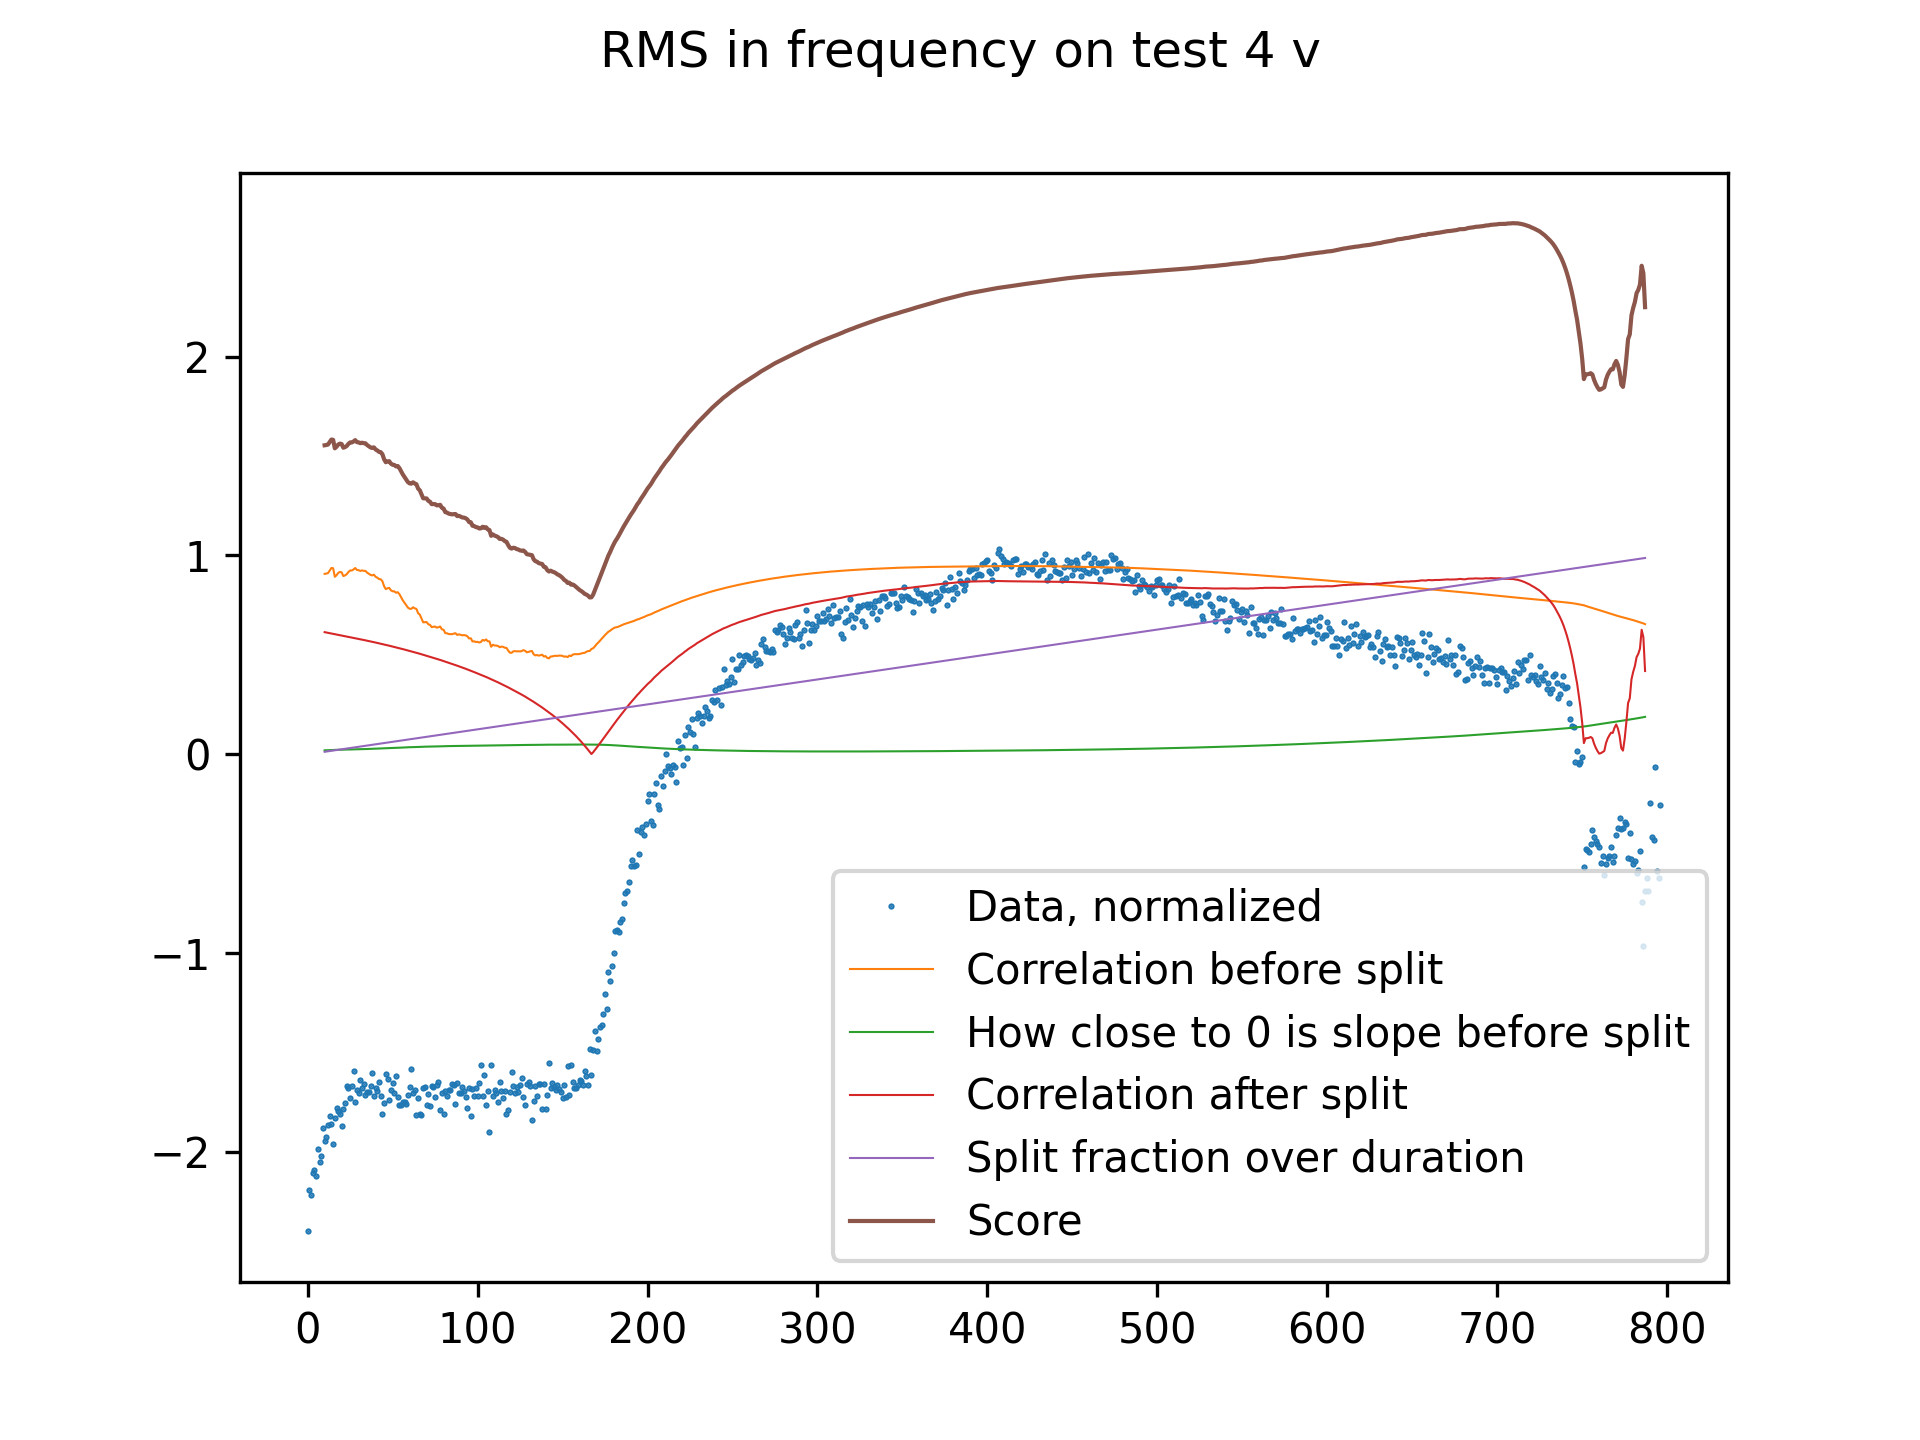 RMS in frequency on test 4 v
2
1
0
−1
−2
Data, normalized
Correlation before split
How close to 0 is slope before split
Correlation after split
Split fraction over duration
Score
0 100 200 300 400 500 600 700 800